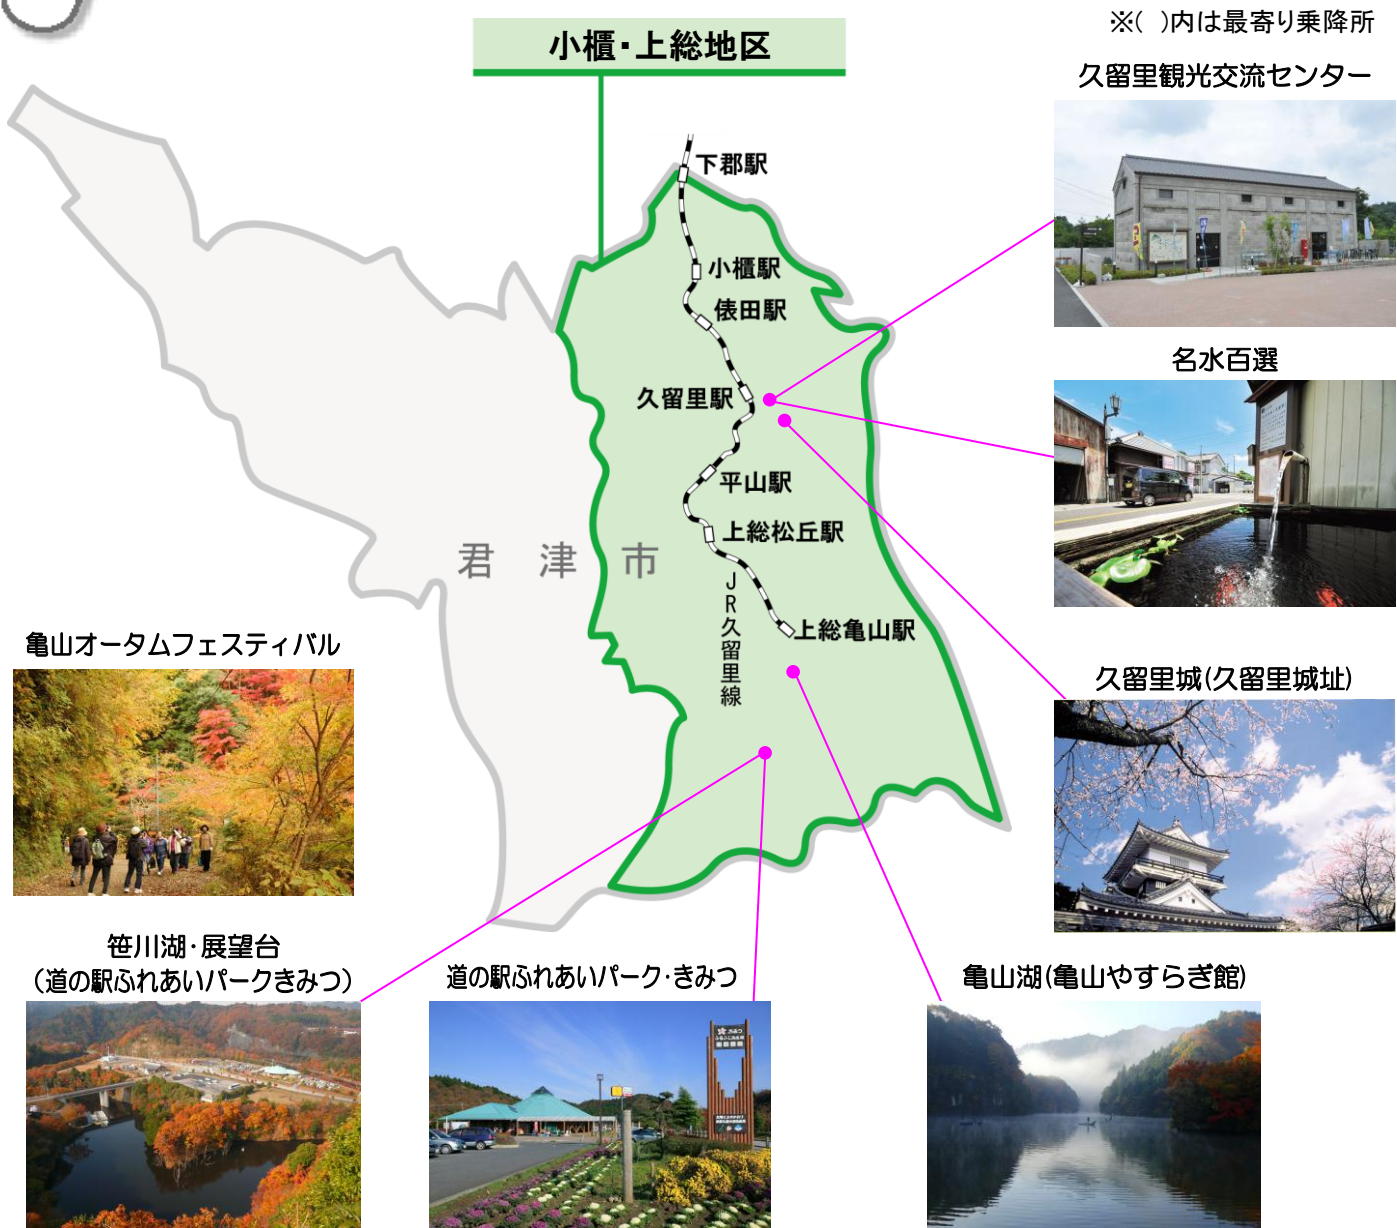 ※(　)内は最寄り乗降所
小櫃・上総地区
久留里観光交流センター
下郡駅
小櫃駅
俵田駅
名水百選
久留里駅
平山駅
上総松丘駅
君津市
JR久留里線
上総亀山駅
亀山オータムフェスティバル
久留里城(久留里城址)
笹川湖・展望台
（道の駅ふれあいパークきみつ）
道の駅ふれあいパーク・きみつ
亀山湖(亀山やすらぎ館)